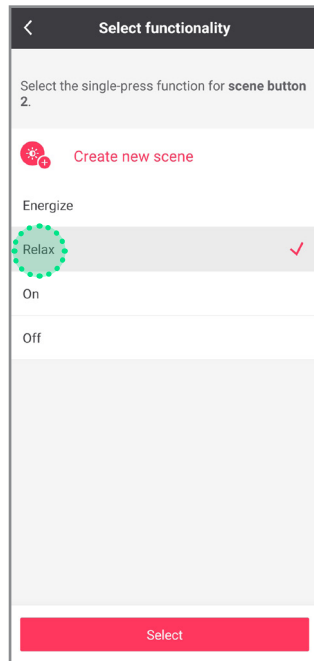 Select functionality
Select the single-press function for scene button
2.
Create new scene
Energize
Relax
On
Off
Select